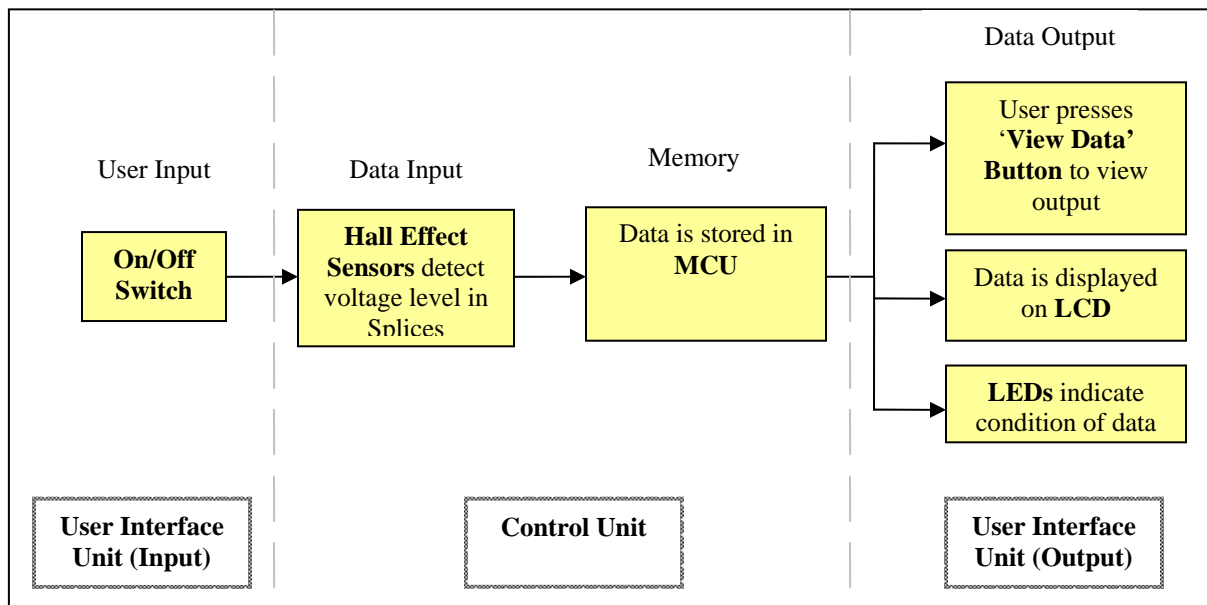 Data Output
User Input
Data Input
Memory
On/Off
Switch
Hall Effect
Sensors detect
voltage level in
Splices
Data is stored in
MCU
User presses
‘View Data’
Button to view
output
Data is displayed
on LCD
LEDs indicate
condition of data
User Interface
Unit (Input)
Control Unit
User Interface
Unit (Output)